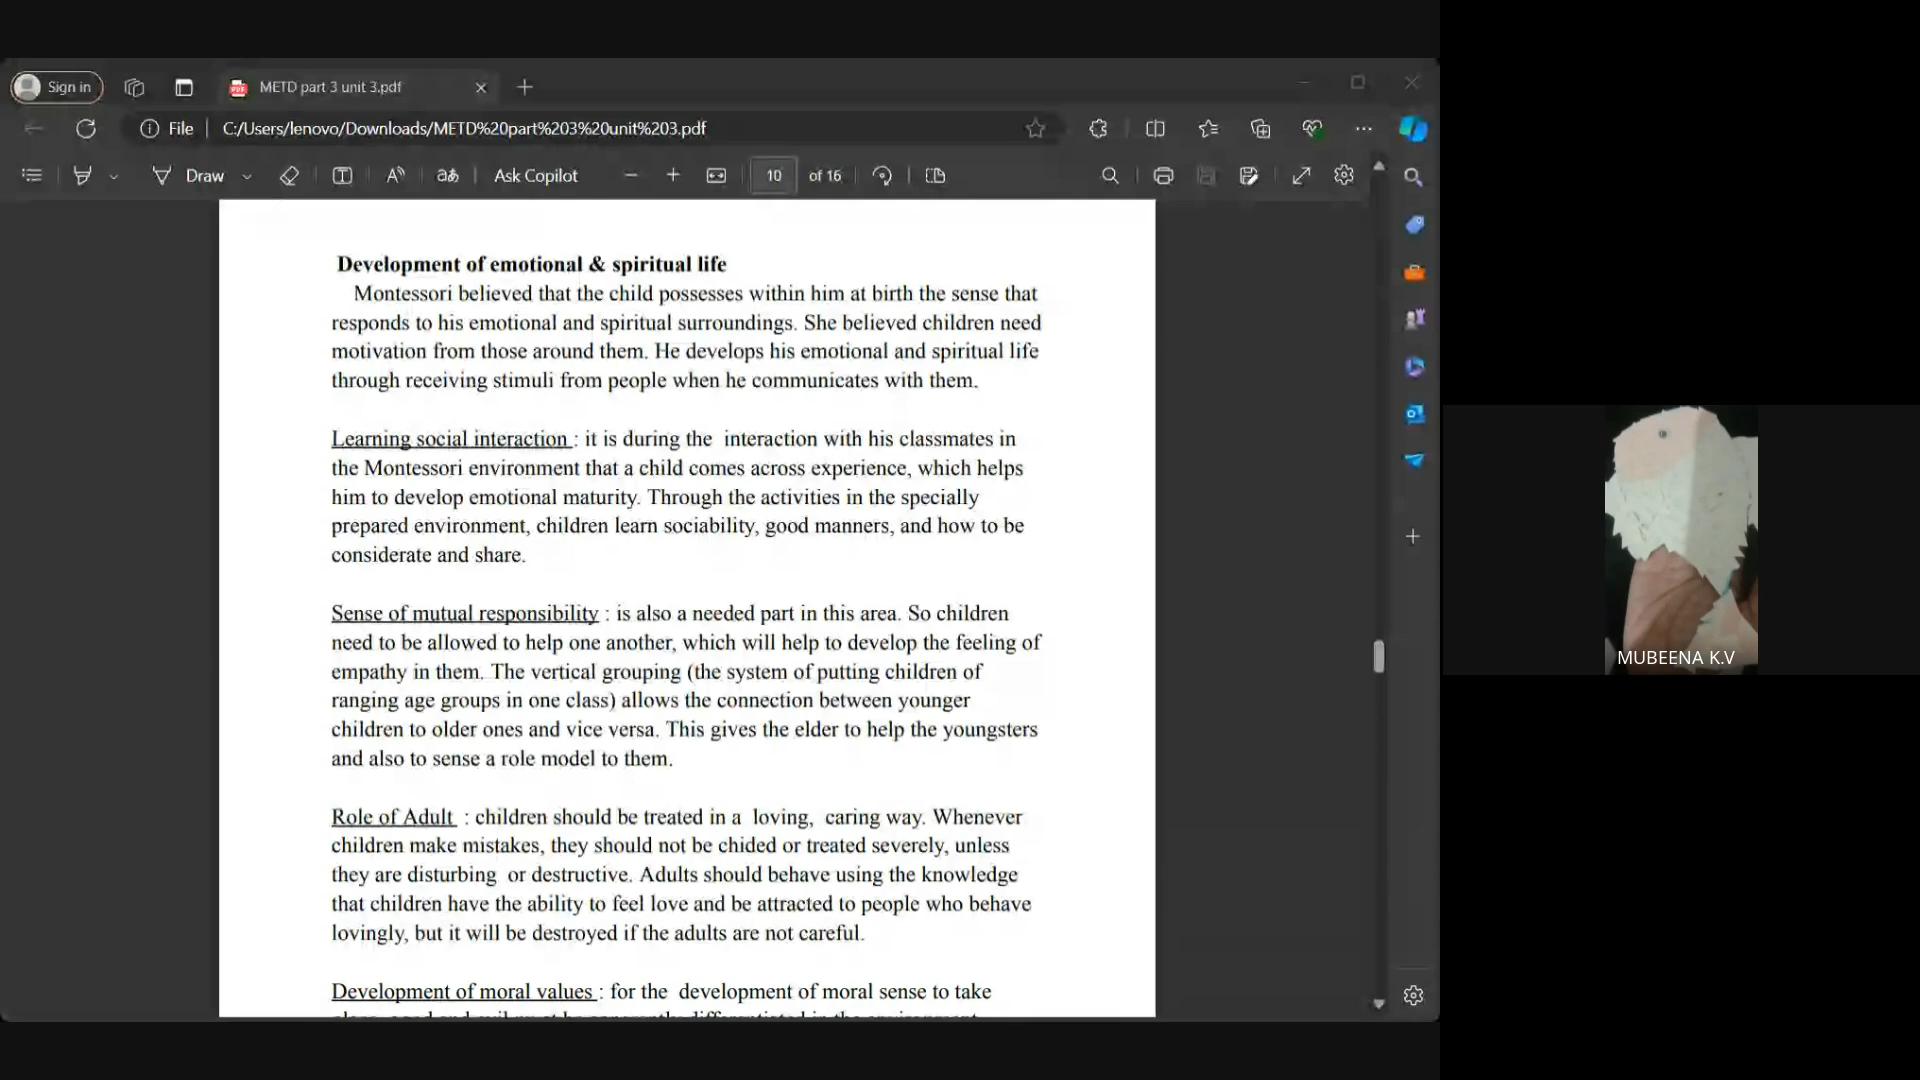 Sign in
METD part 3 unit 3.pdf
File
C:/Users/lenovo/Downloads/METD%20part%203%20unit%203.pdf
Draw
Ask Copilot
10 of 16
Development of emotional & spiritual life
Montessori believed that the child possesses within him at birth the sense that
responds to his emotional and spiritual surroundings. She believed children need
motivation from those around them. He develops his emotional and spiritual life
through receiving stimuli from people when he communicates with them.
Learning social interaction : it is during the interaction with his classmates in
the Montessori environment that a child comes across experience, which helps
him to develop emotional maturity. Through the activities in the specially
prepared environment, children learn sociability, good manners, and how to be
considerate and share.
Sense of mutual responsibility : is also a needed part in this area. So children
need to be allowed to help one another, which will help to develop the feeling of
empathy in them. The vertical grouping (the system of putting children of
ranging age groups in one class) allows the connection between younger
children to older ones and vice versa. This gives the elder to help the youngsters
and also to sense a role model to them.
Role of Adult : children should be treated in a loving, caring way. Whenever
children make mistakes, they should not be chided or treated severely, unless
they are disturbing or destructive. Adults should behave using the knowledge
that children have the ability to feel love and be attracted to people who behave
lovingly, but it will be destroyed if the adults are not careful.
Development of moral values : for the development of moral sense to take
MUBEENA K.V